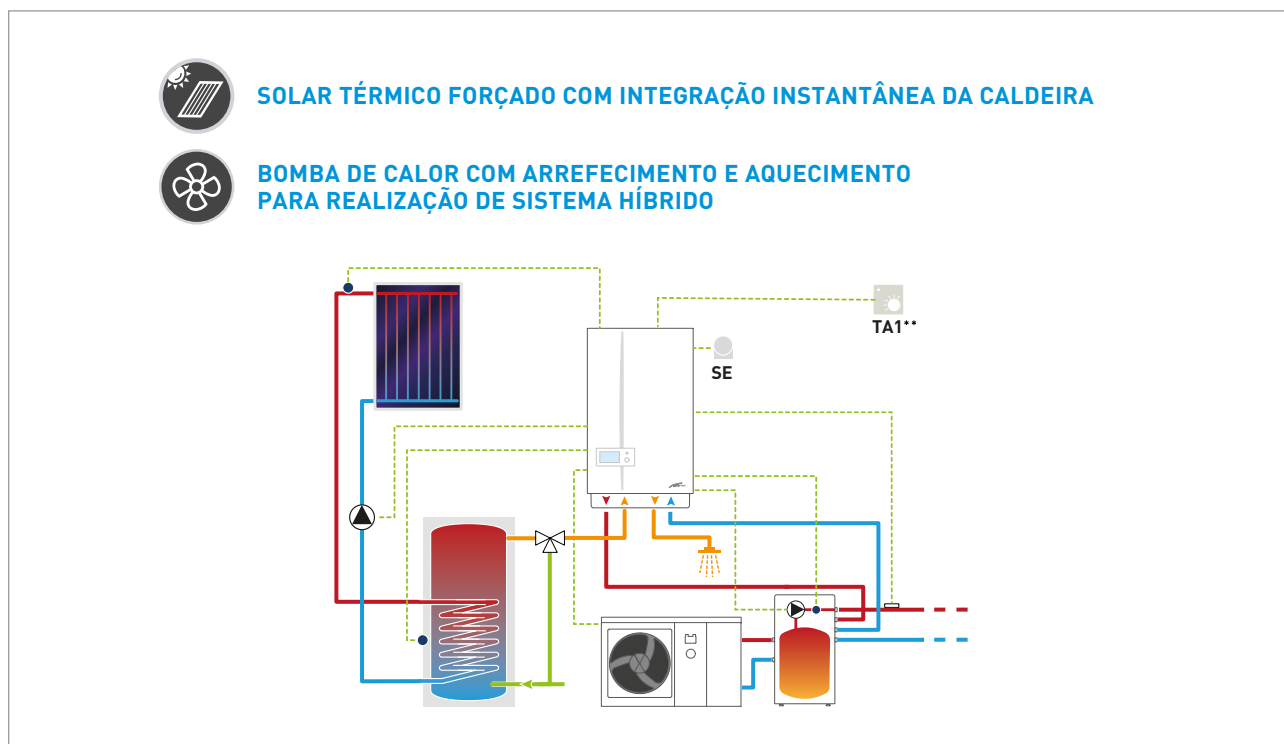 SOLAR TÉRMICO FORÇADO COM INTEGRAÇÃO INSTANTÂNEA DA CALDEIRA
BOMBA DE CALOR COM ARREFECIMENTO E AQUECIMENTO
PARA REALIZAÇÃO DE SISTEMA HÍBRIDO
TA1**
SE